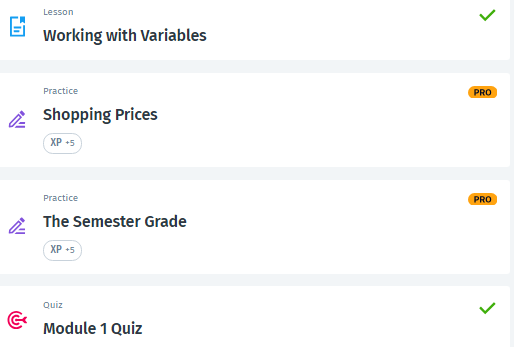 Lesson
Working with Variables
Practice
PRO
Shopping Prices
XP +5
Practice
PRO
The Semester Grade
XP +5
Quiz
Module 1 Quiz